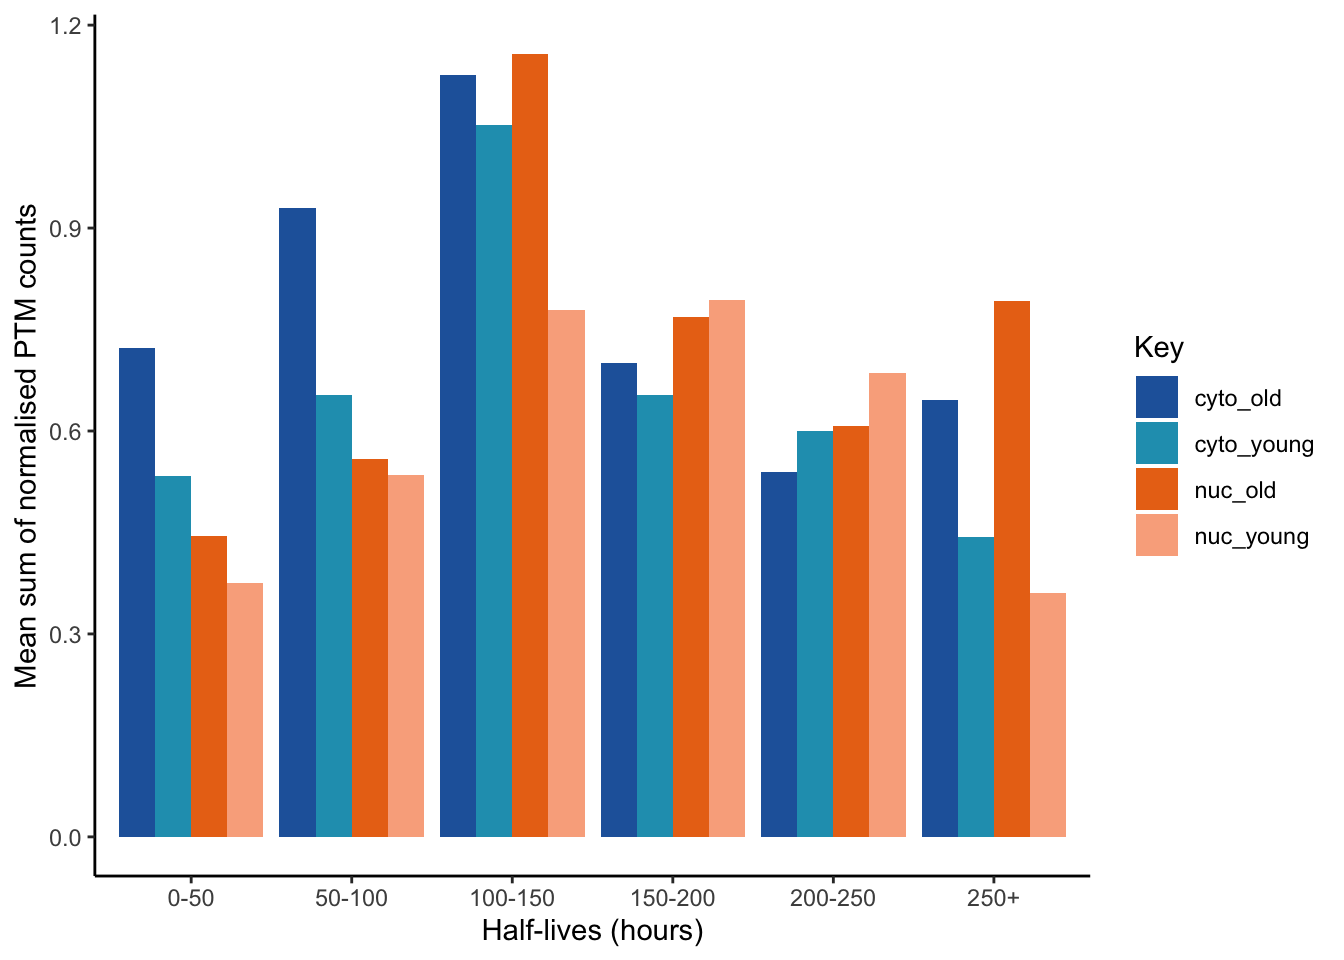 Mean sum of normalised PTM counts
1.2
0.9
0.6
0.3
0.0
0-50 50-100 100-150 150-200 200-250 250+
Half-lives (hours)
Key
cyto_old
cyto_young
nuc_old
nuc_young